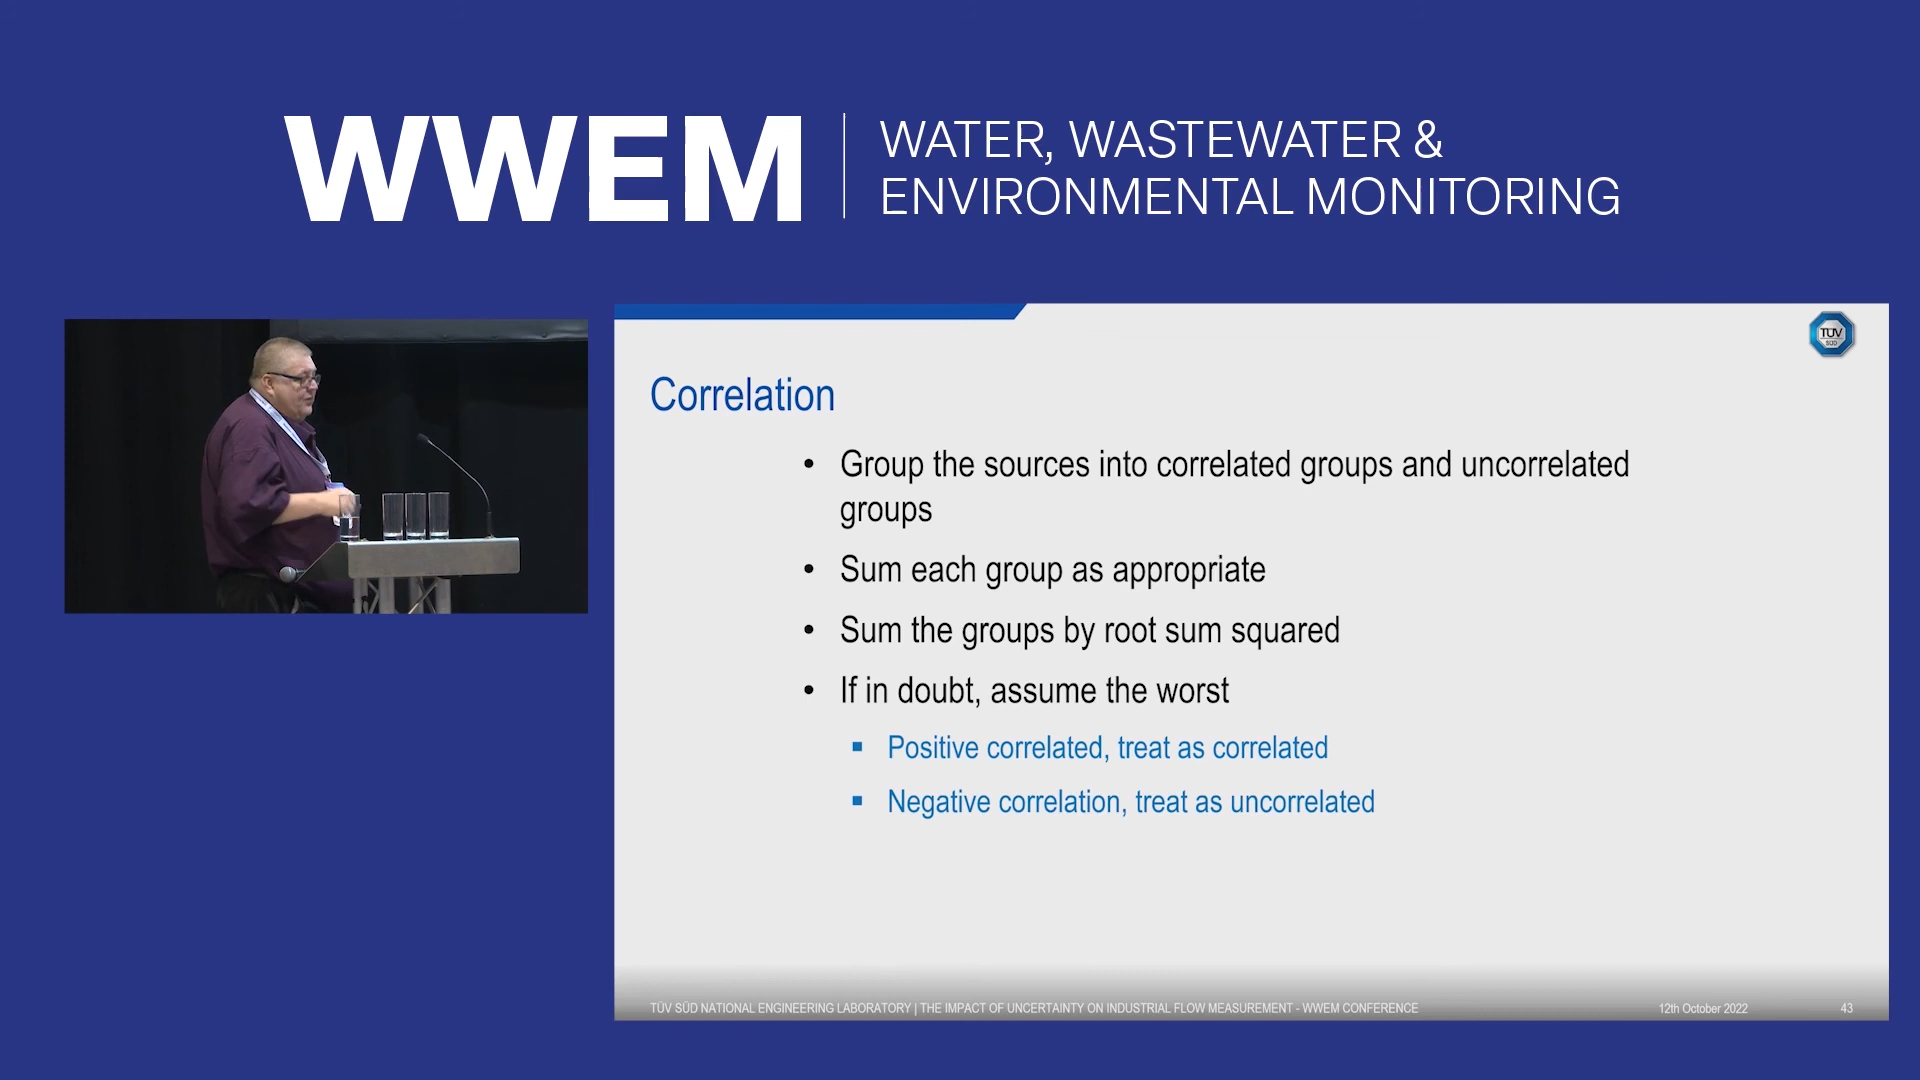 WWEM
WATER, WASTEWATER &
ENVIRONMENTAL MONITORING
TÜV
SÜD
Correlation
• Group the sources into correlated groups and uncorrelated
groups
• Sum each group as appropriate
• Sum the groups by root sum squared
• If in doubt, assume the worst
▪ Positive correlated, treat as correlated
▪ Negative correlation, treat as uncorrelated
TÜV SÜD NATIONAL ENGINEERING LABORATORY | THE IMPACT OF UNCERTAINTY ON INDUSTRIAL FLOW MEASUREMENT - WWEM CONFERENCE
12th October 2022
43